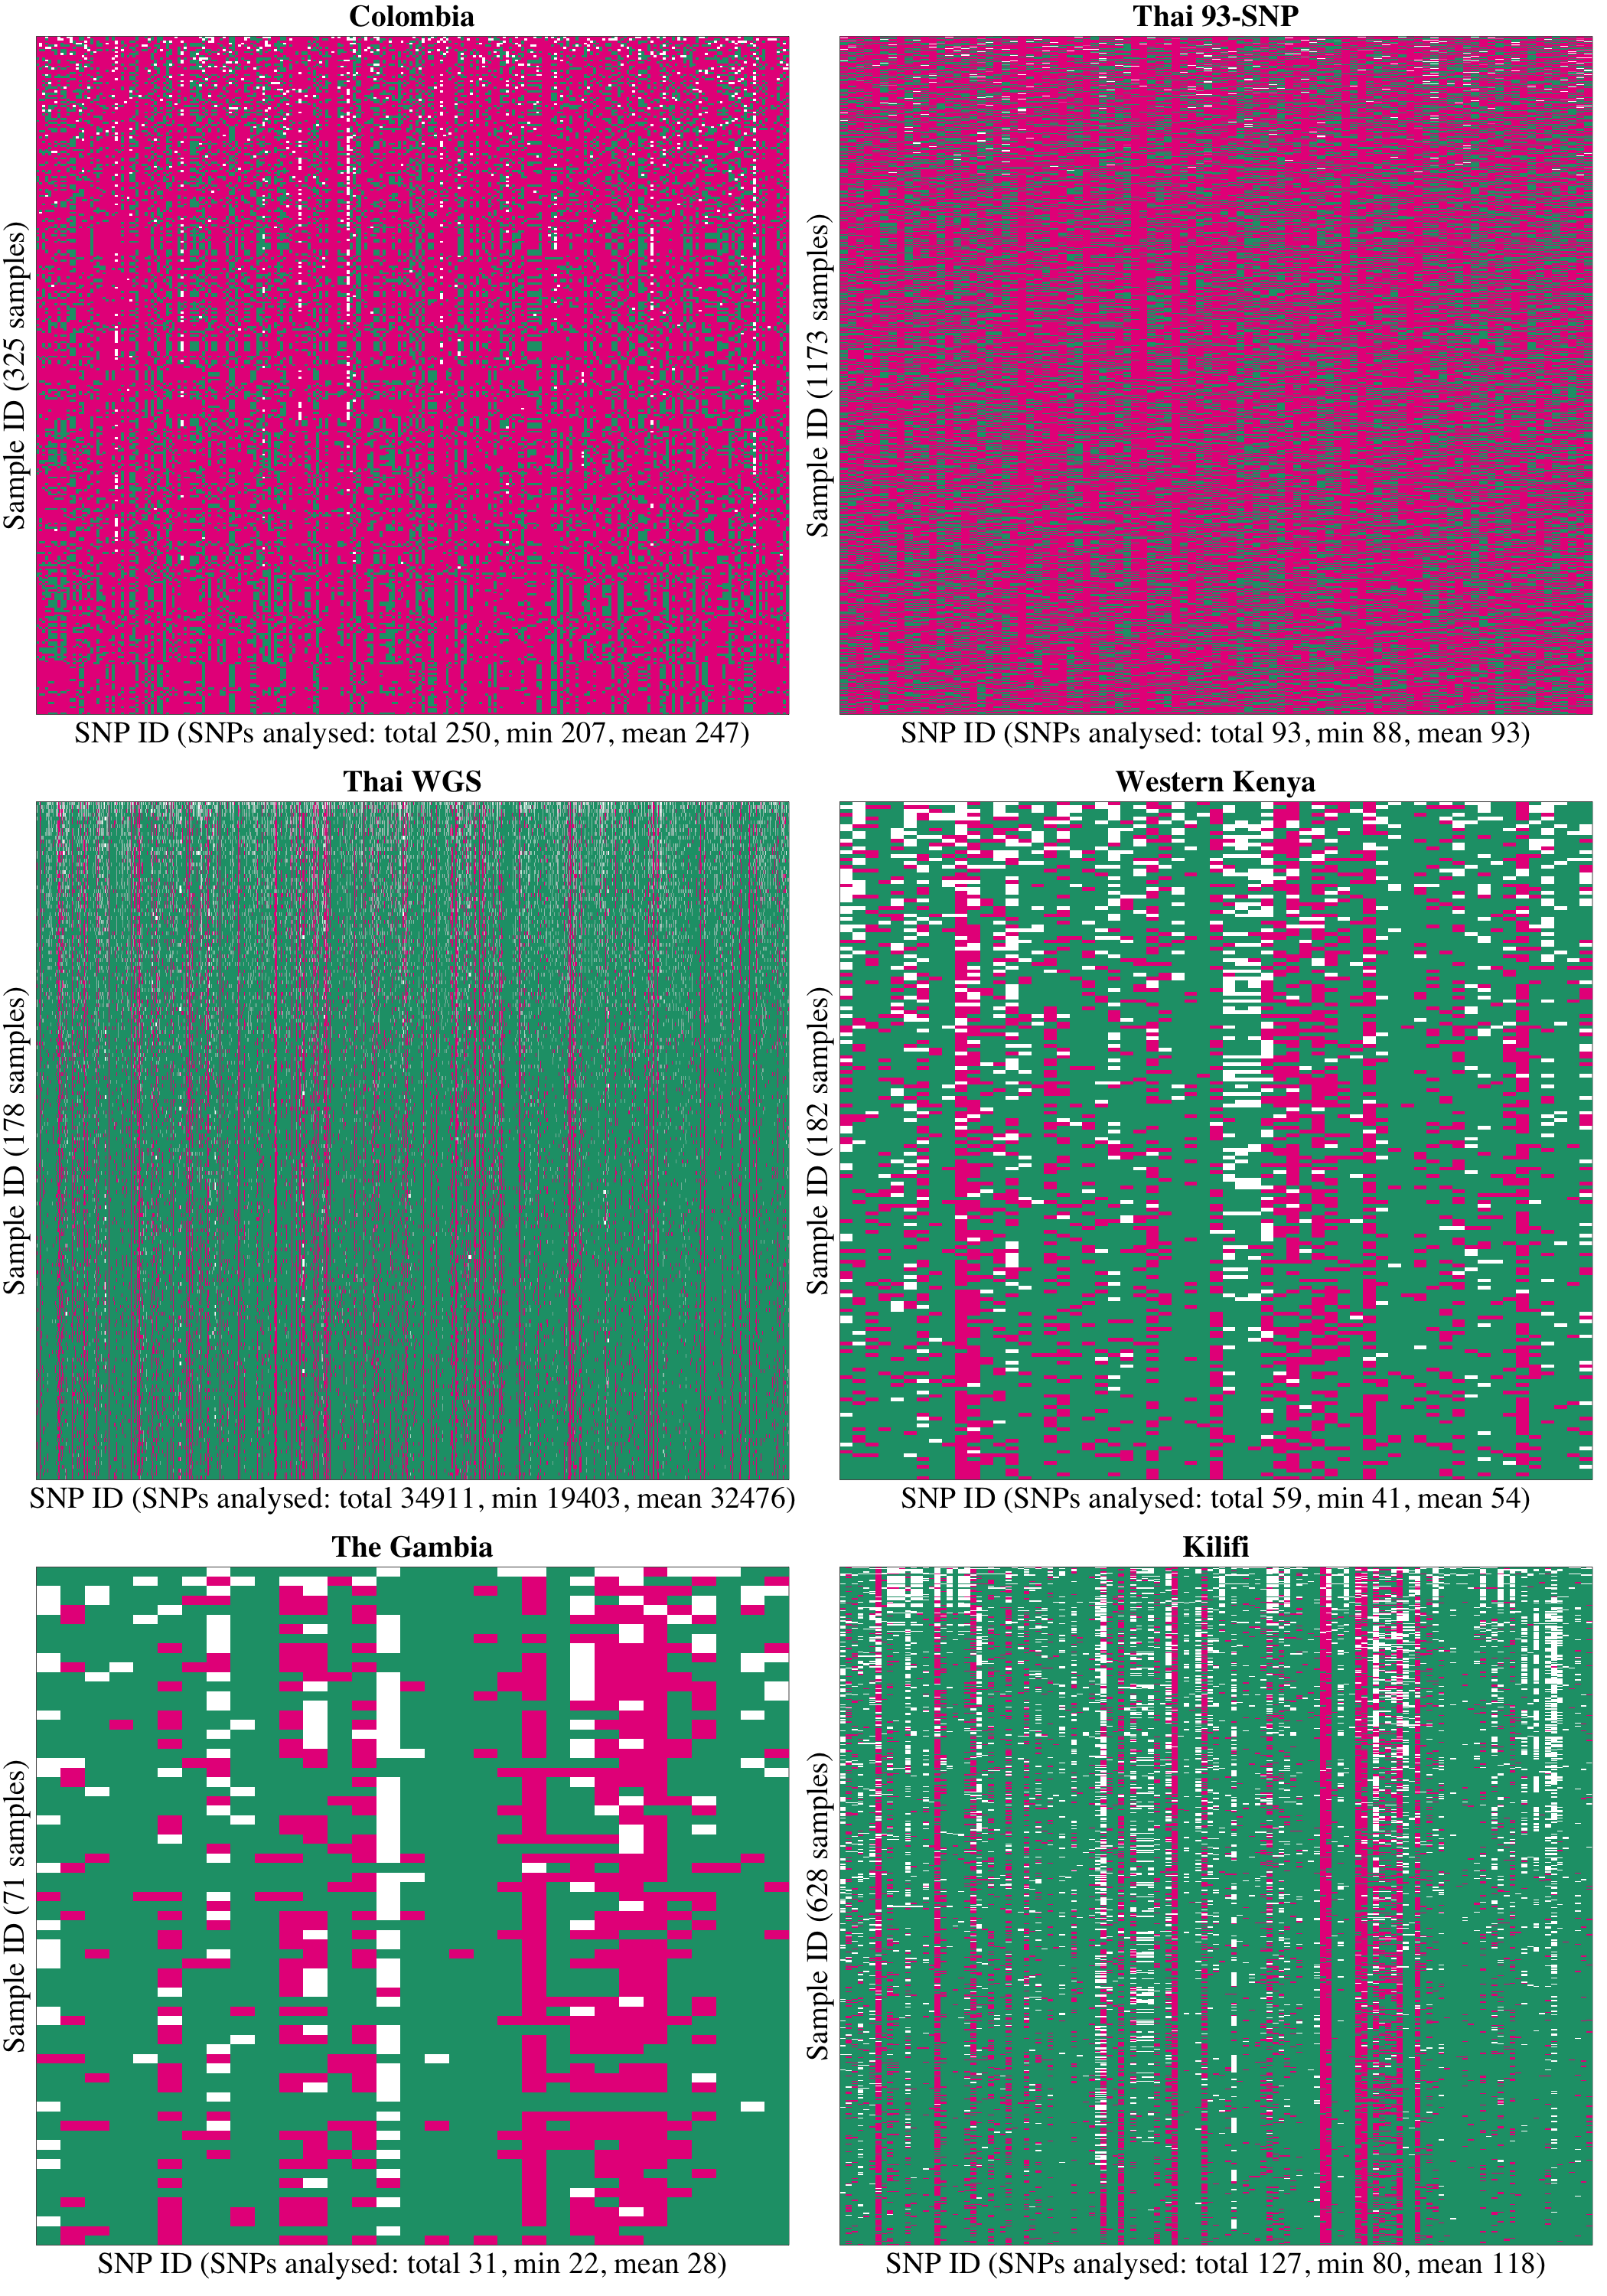 Colombia
Sample ID (325 samples)
SNP ID (SNPs analysed: total 250, min 207, mean 247)
Thai 93-SNP
Sample ID (1173 samples)
SNP ID (SNPs analysed: total 93, min 88, mean 93)
Thai WGS
Sample ID (178 samples)
SNP ID (SNPs analysed: total 34911, min 19403, mean 32476)
Western Kenya
Sample ID (182 samples)
SNP ID (SNPs analysed: total 59, min 41, mean 54)
The Gambia
Sample ID (71 samples)
SNP ID (SNPs analysed: total 31, min 22, mean 28)
Kilifi
Sample ID (628 samples)
SNP ID (SNPs analysed: total 127, min 80, mean 118)